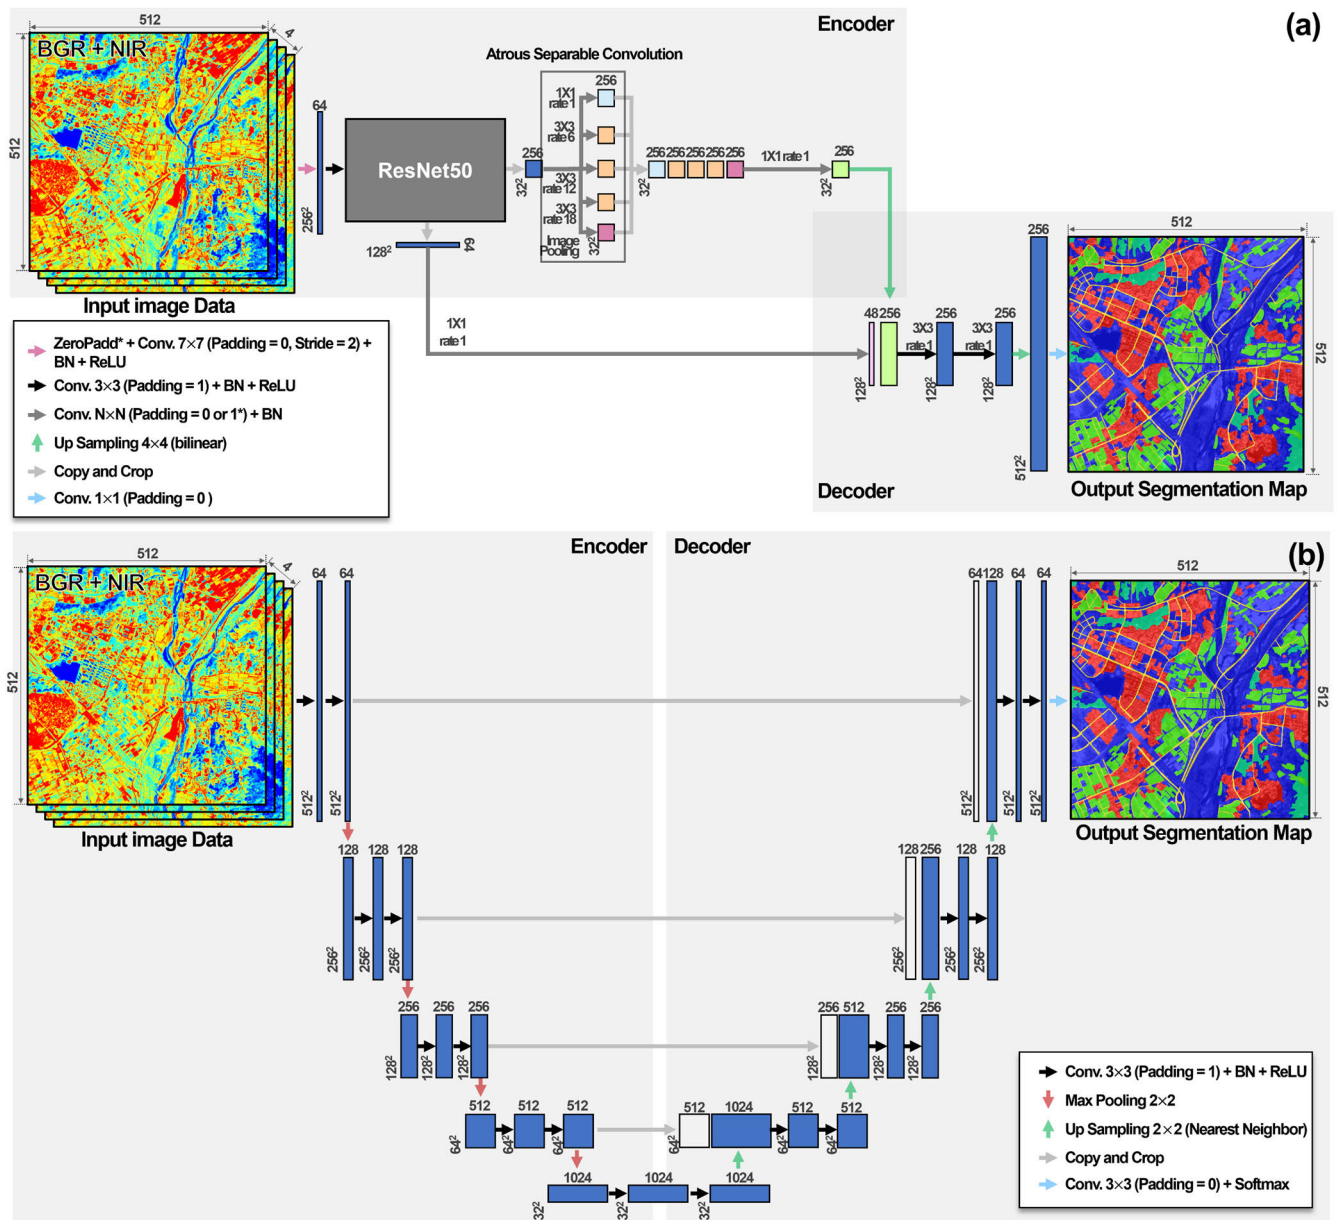 512
4
Encoder
(a)
BGR + NIR
512
Atrous Separable Convolution
64
256²
ResNet50
256
32²
256
1X1
rate 1
3X3
rate 6
3X3
rate 12
3X3
rate 18
Image
Pooling
32²
256 256 256 256 256
32²
1X1 rate 1
256
32²
128²
64
Input image Data
1X1
rate 1
48 256
128²
3X3
rate 1
256
128²
3X3
rate 1
256
128²
256
512²
512
512
Decoder
Output Segmentation Map
ZeroPadd* + Conv. 7×7 (Padding = 0, Stride = 2) +
BN + ReLU
Conv. 3×3 (Padding = 1) + BN + ReLU
Conv. N×N (Padding = 0 or 1*) + BN
Up Sampling 4×4 (bilinear)
Copy and Crop
Conv. 1×1 (Padding = 0 )
Encoder
Decoder
(b)
512
4
BGR + NIR
512
Input image Data
64 64
512² 512²
64 128 64 64
512² 512² 512²
512
512
Output Segmentation Map
128 128 128
256² 256² 256²
128 256 128 128
256² 256² 256²
256 256 256
128² 128² 128²
256 512 256 256
128² 128² 128²
512 512 512
64² 64² 64²
512 1024 512 512
64² 64² 64²
1024 1024 1024
32² 32² 32²
Conv. 3×3 (Padding = 1) + BN + ReLU
Max Pooling 2×2
Up Sampling 2×2 (Nearest Neighbor)
Copy and Crop
Conv. 3×3 (Padding = 0) + Softmax